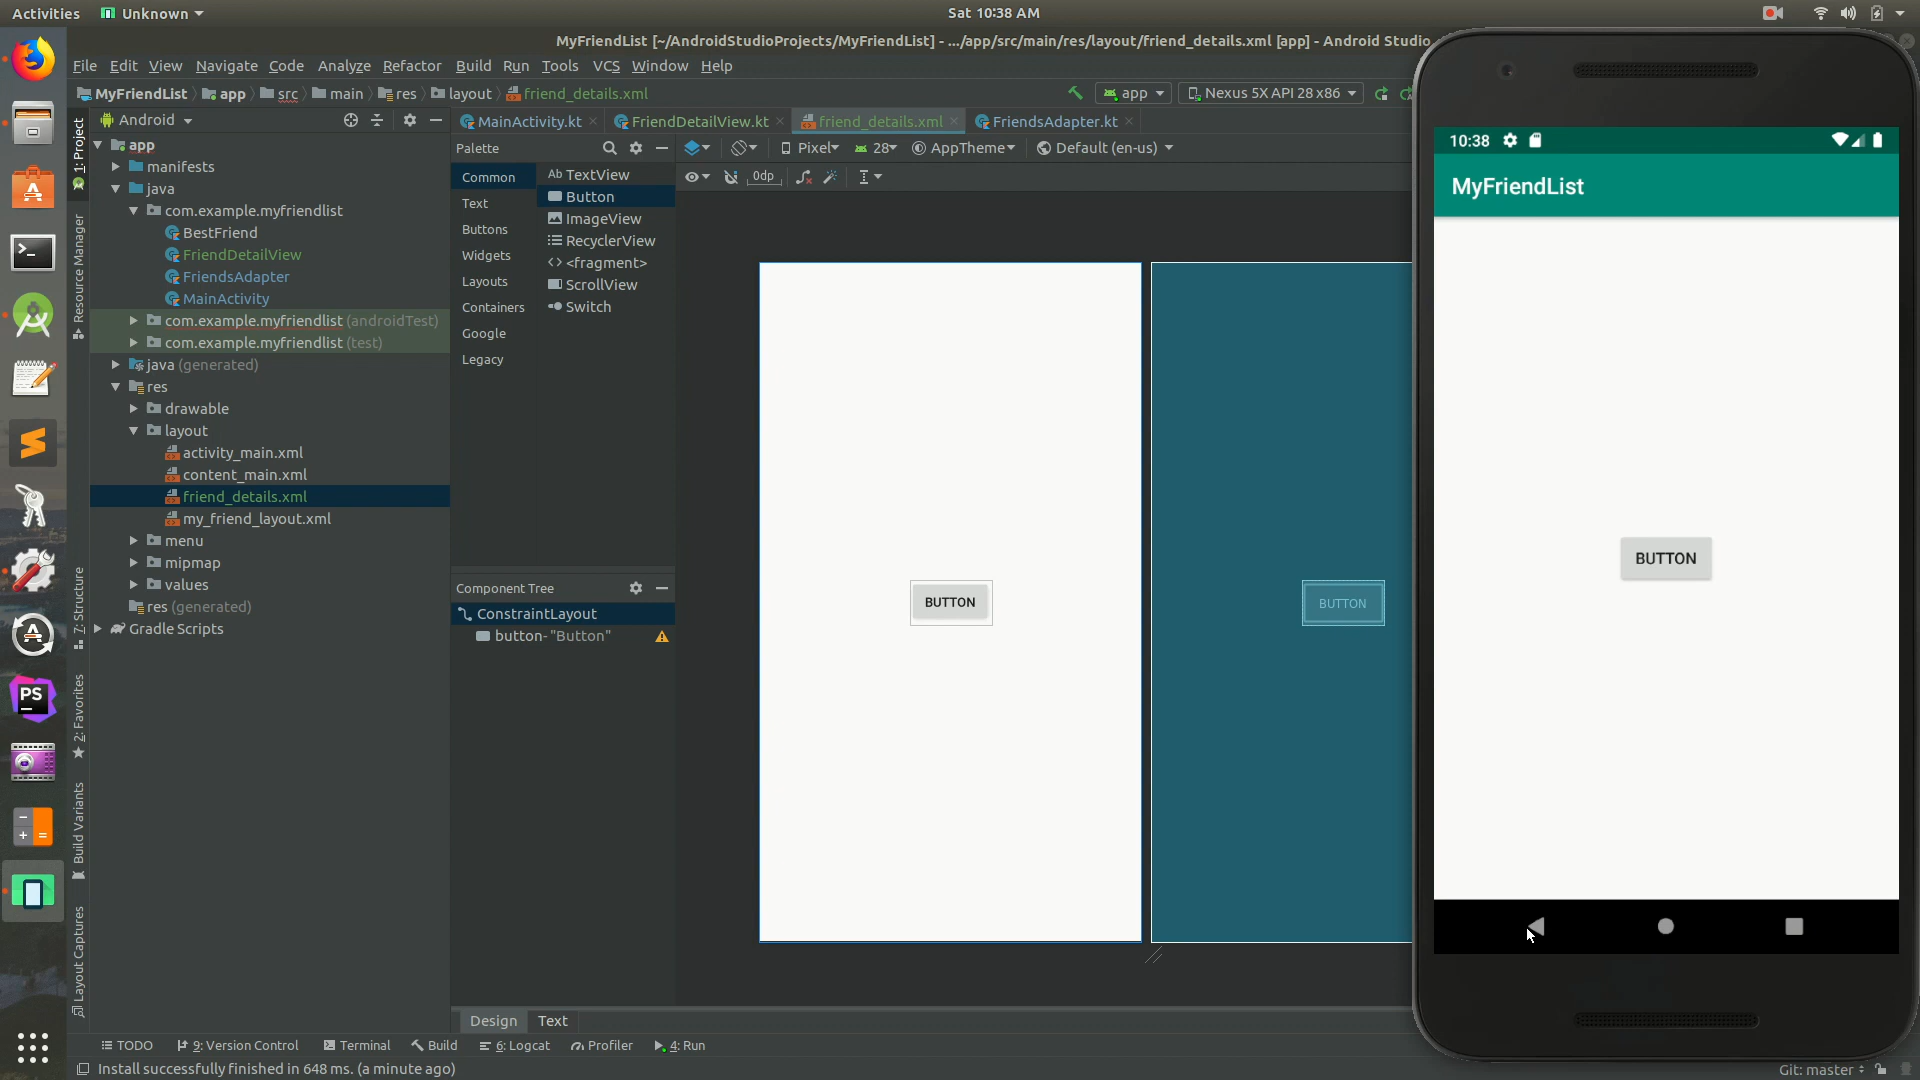 Activities
Unknown
Sat 10:38 AM
MyFriendList [~/AndroidStudioProjects/MyFriendList] - .../app/src/main/res/layout/friend_details.xml [app] - Android Studio
File Edit View Navigate Code Analyze Refactor Build Run Tools VCS Window Help
MyFriendList app src main res layout friend_details.xml
app
Nexus 5X API 28 x86
Android
MainActivity.kt
FriendDetailView.kt
friend_details.xml
FriendsAdapter.kt
1: Project
Resource Manager
7: Structure
2: Favorites
Build Variants
Layout Captures
app
manifests
java
com.example.myfriendlist
BestFriend
FriendDetailView
FriendsAdapter
MainActivity
com.example.myfriendlist (androidTest)
com.example.myfriendlist (test)
java (generated)
res
drawable
layout
activity_main.xml
content_main.xml
friend_details.xml
my_friend_layout.xml
menu
mipmap
values
res (generated)
Gradle Scripts
Palette
Common
Text
Buttons
Widgets
Layouts
Containers
Google
Legacy
Ab TextView
Button
ImageView
RecyclerView
<> <fragment>
ScrollView
Switch
Pixel
28
AppTheme
Default (en-us)
0dp
Component Tree
ConstraintLayout
button- "Button"
BUTTON
BUTTON
10:38
MyFriendList
BUTTON
PS
Design Text
TODO
9: Version Control
Terminal
Build
6: Logcat
Profiler
4: Run
Install successfully finished in 648 ms. (a minute ago)
Git: master